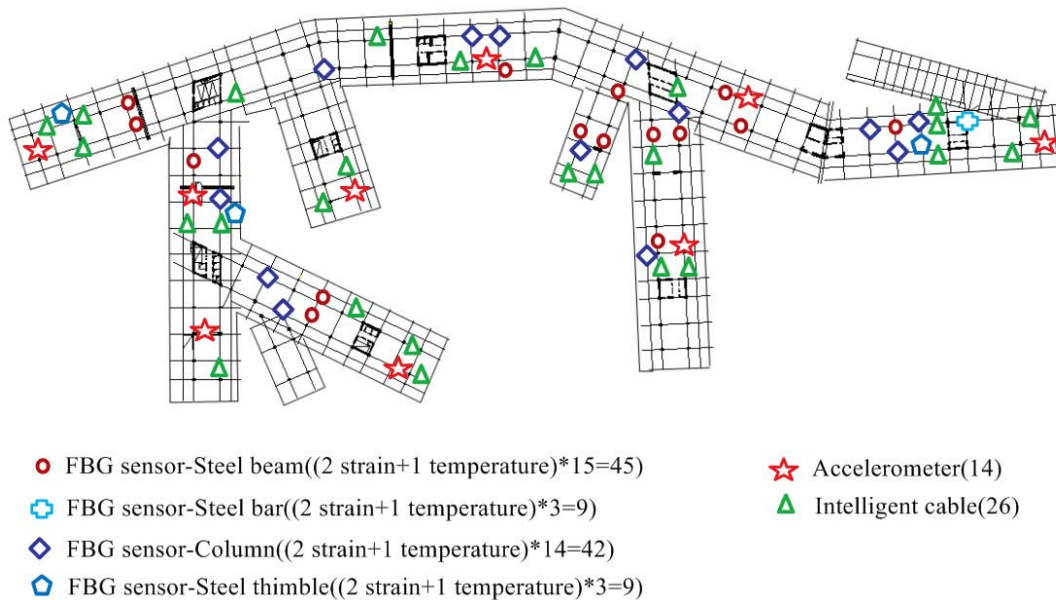 FBG sensor-Steel beam((2 strain+1 temperature)*15=45)
FBG sensor-Steel bar((2 strain+1 temperature)*3=9)
FBG sensor-Column((2 strain+1 temperature)*14=42)
FBG sensor-Steel thimble((2 strain+1 temperature)*3=9)
Accelerometer(14)
Intelligent cable(26)